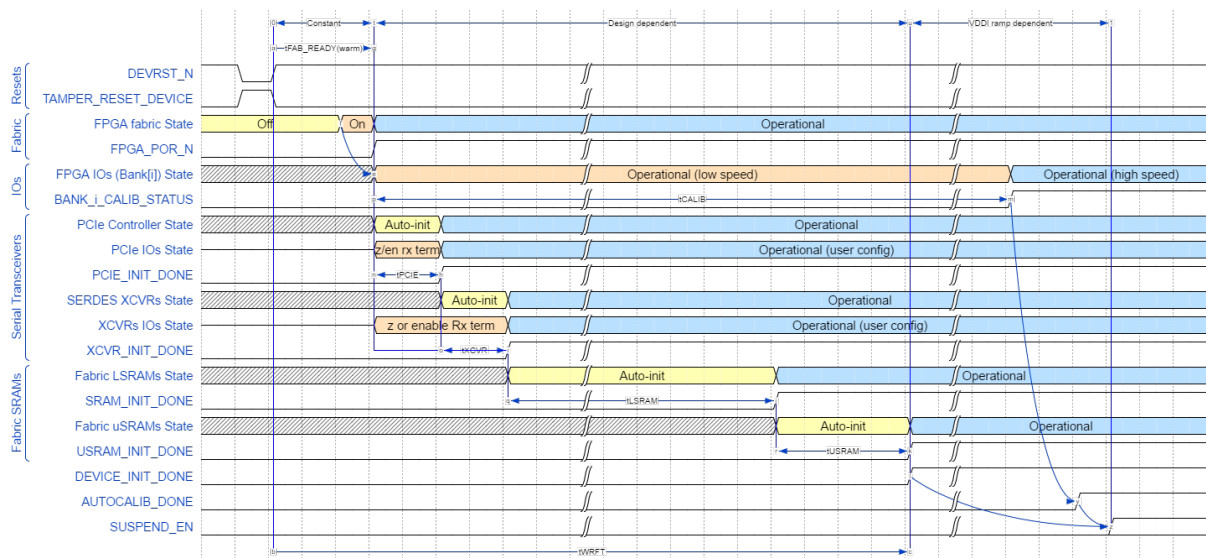 Constant
Design dependent
VDDI ramp dependent
tFAB_READY(warm)
Resets
DEVRST_N
TAMPER_RESET_DEVICE
Fabric
FPGA fabric State
Off
On
Operational
FPGA_POR_N
IOs
FPGA IOs (Bank[i]) State
Operational (low speed)
Operational (high speed)
BANK_i_CALIB_STATUS
tCALIB
Serial Transceivers
PCIe Controller State
Auto-init
Operational
PCIe IOs State
z/en rx term
Operational (user config)
PCIE_INIT_DONE
tPCIE
SERDES XCVRs State
Auto-init
Operational
XCVRs IOs State
z or enable Rx term
Operational (user config)
XCVR_INIT_DONE
tXCVR
Fabric SRAMs
Fabric LSRAMs State
Auto-init
Operational
SRAM_INIT_DONE
tLSRAM
Fabric uSRAMs State
Auto-init
Operational
USRAM_INIT_DONE
tUSRAM
DEVICE_INIT_DONE
AUTOCALIB_DONE
SUSPEND_EN
tWRFT